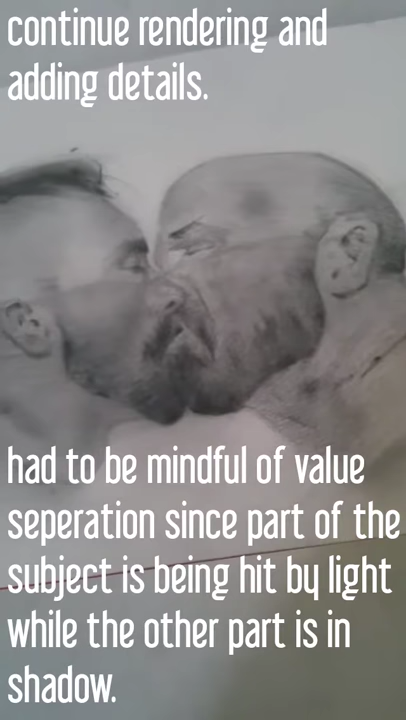 continue rendering and
adding details.
had to be mindful of value
seperation since part of the
subject is being hit by light
while the other part is in
shadow.